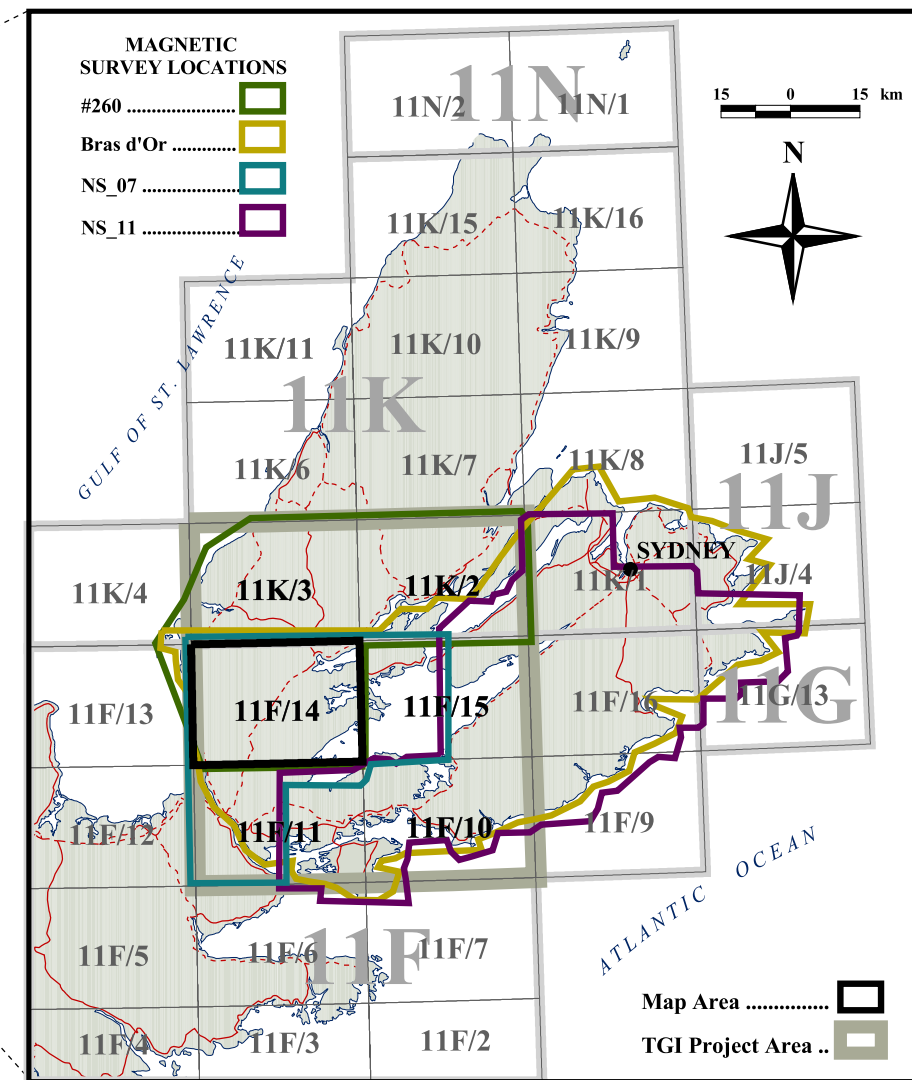 MAGNETIC
SURVEY LOCATIONS
#260 ......................
Bras d'Or .............
NS_07 ....................
NS_11 ....................
15 0 15 km
N
11N
11N/2 11N/1
11K/15 11K/16
GULF OF ST. LAWRENCE
11K/11 11K/10 11K/9
11K
11K/6 11K/7 11K/8 11J/5
11J
SYDNEY
11K/4 11K/3 11K/2 11K/1 11J/4
11F/13 11F/14 11F/15 11F/16 11G/13
11G
11F/12 11F/11 11F/10 11F/9
ATLANTIC OCEAN
11F/5 11F/6 11F/7
11F
11F/4 11F/3 11F/2
Map Area ...............
TGI Project Area ..